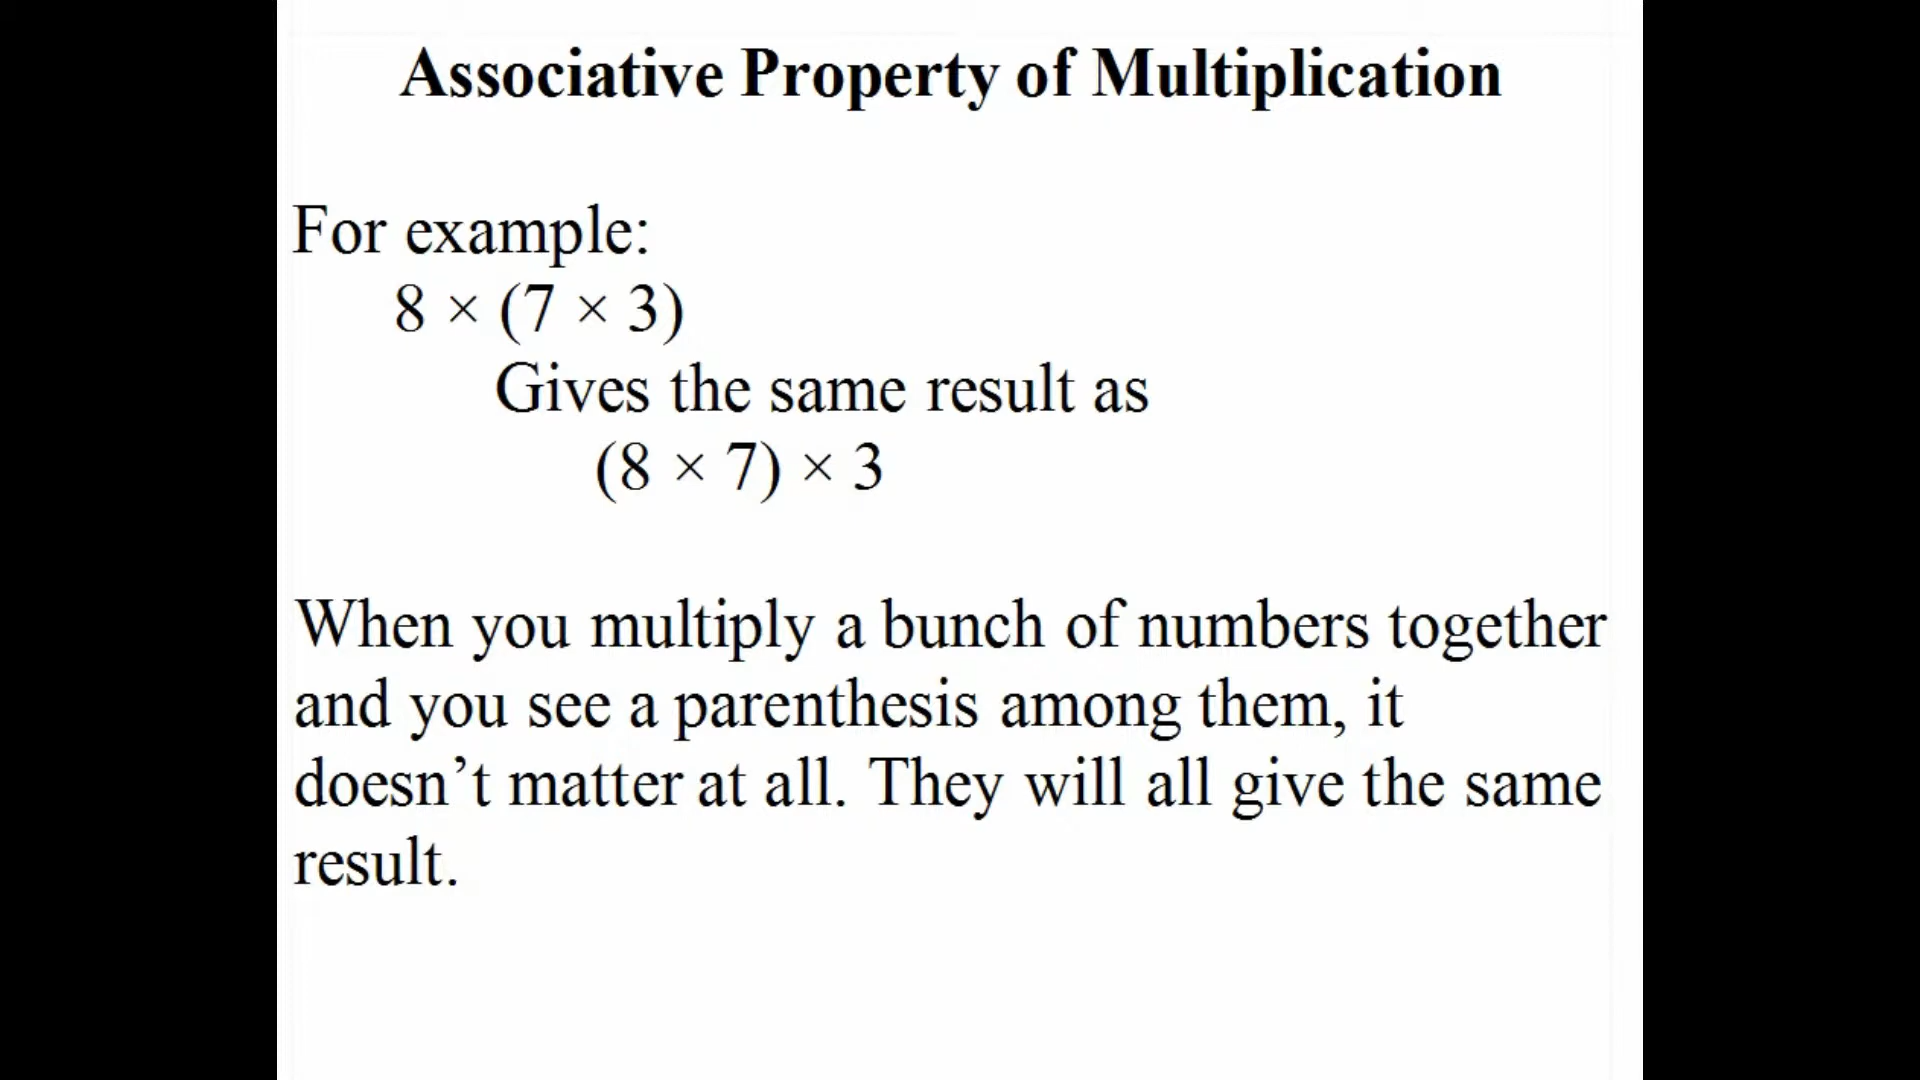 Associative Property of Multiplication
For example:
8 × (7 × 3)
Gives the same result as
(8 × 7) × 3
When you multiply a bunch of numbers together
and you see a parenthesis among them, it
doesn’t matter at all. They will all give the same
result.